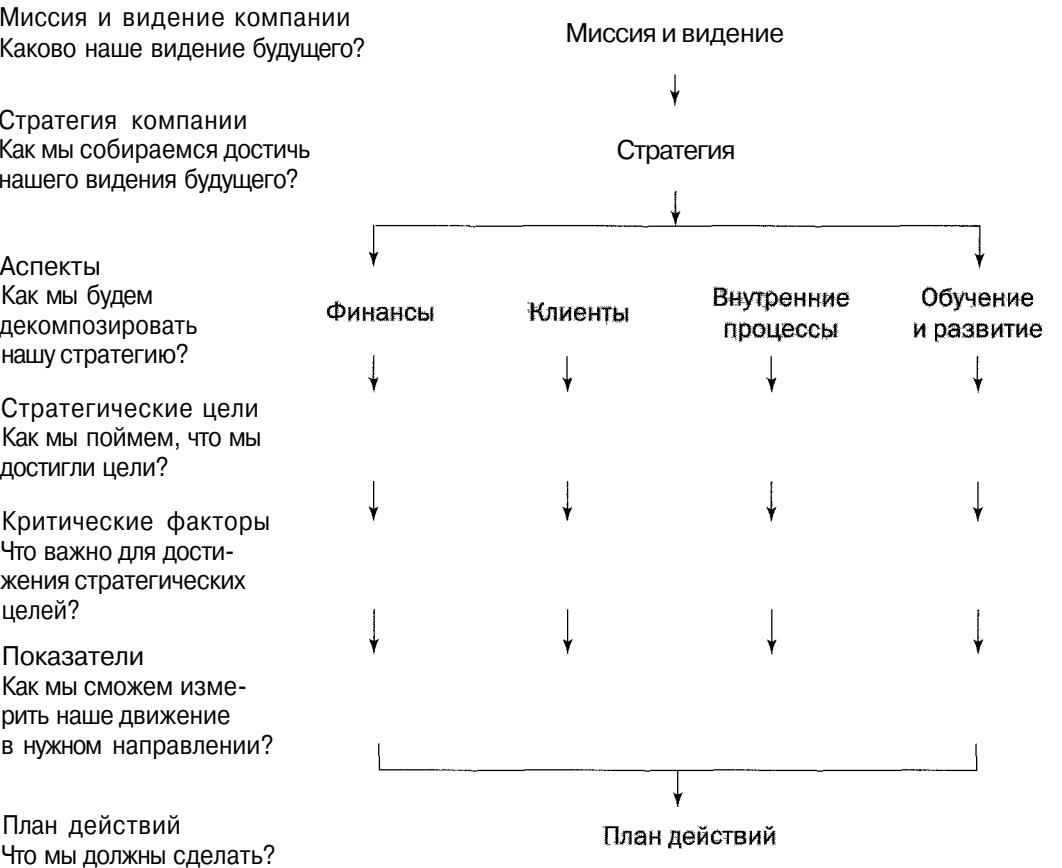 Миссия и видение компании
Каково наше видение будущего?
Миссия и видение
Стратегия компании
Как мы собираемся достичь
нашего видения будущего?
Стратегия
Аспекты
Как мы будем
декомпозировать
нашу стратегию?
Финансы
Клиенты
Внутренние
процессы
Обучение
и развитие
Стратегические цели
Как мы поймем, что мы
достигли цели?
Критические факторы
Что важно для дости-
жения стратегических
целей?
Показатели
Как мы сможем изме-
рить наше движение
в нужном направлении?
План действий
Что мы должны сделать?
План действий